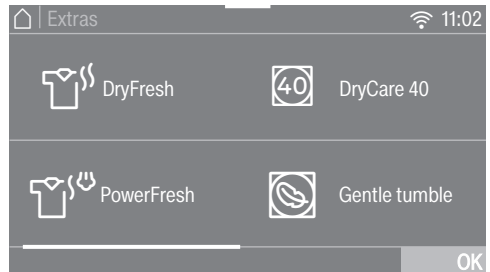 Extras 11:02
DryFresh
40 DryCare 40
PowerFresh
Gentle tumble
OK